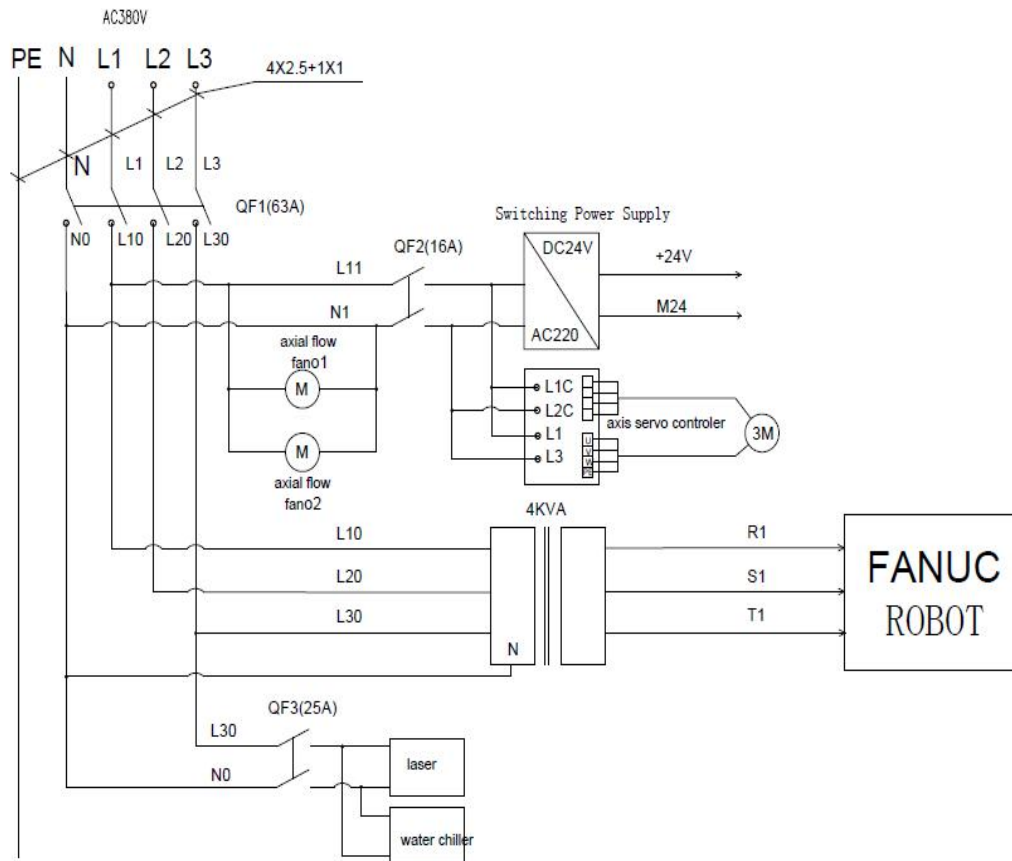 AC380V
PE N L1 L2 L3
4X2.5+1X1
N L1 L2 L3
QF1(63A)
N0 L10 L20 L30
Switching Power Supply
QF2(16A)
DC24V
+24V
L11
N1
M24
AC220
axial flow
fano1
M
L1C
L2C
axis servo controler
L1
L3
U
V
W
PE
3M
M
axial flow
fano2
4KVA
L10
R1
L20
S1
L30
T1
N
FANUC
ROBOT
QF3(25A)
L30
N0
laser
water chiller